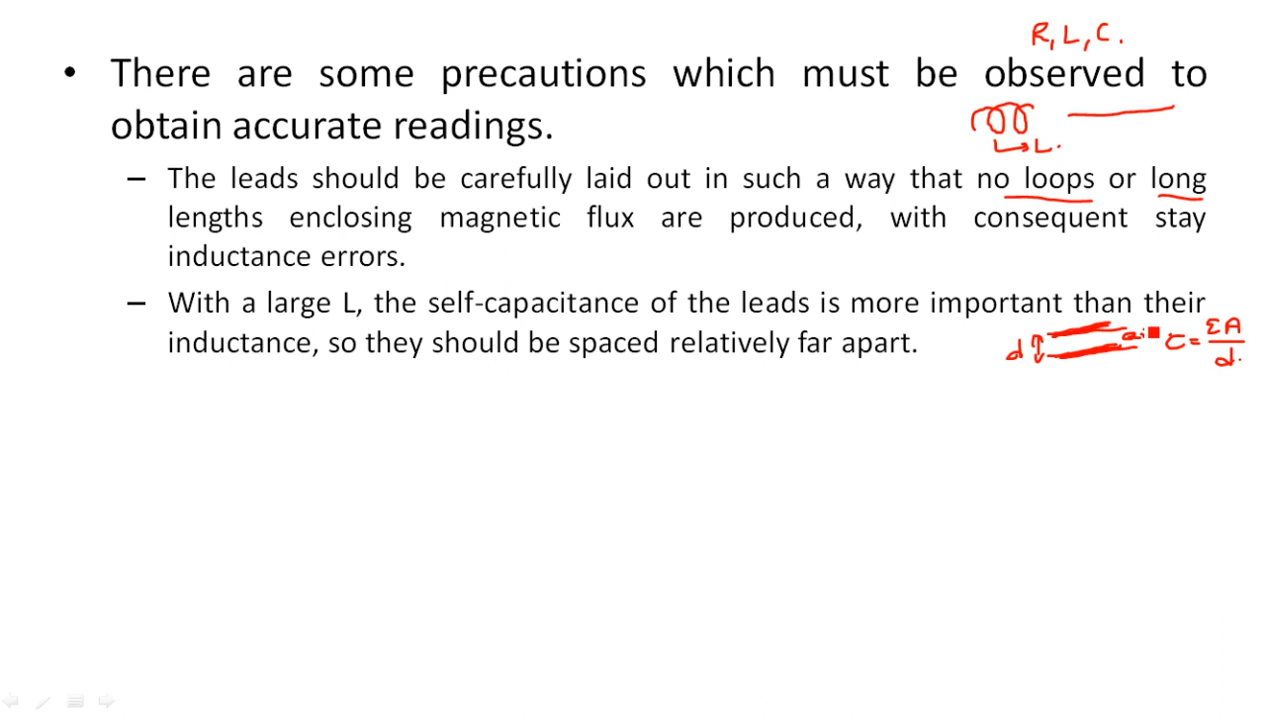 R, L, C.
• There are some precautions which must be observed to
obtain accurate readings.
L.
– The leads should be carefully laid out in such a way that no loops or long
lengths enclosing magnetic flux are produced, with consequent stay
inductance errors.
– With a large L, the self-capacitance of the leads is more important than their
inductance, so they should be spaced relatively far apart.
d C = ΣA
d.